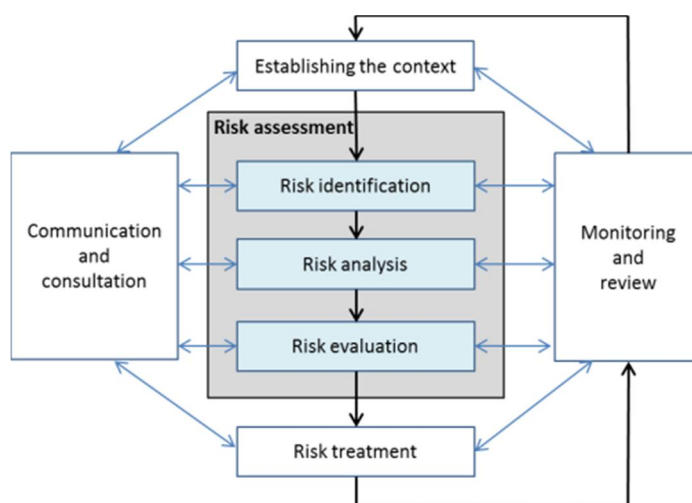 Establishing the context
Risk assessment
Risk identification
Communication
and
consultation
Risk analysis
Monitoring
and
review
Risk evaluation
Risk treatment